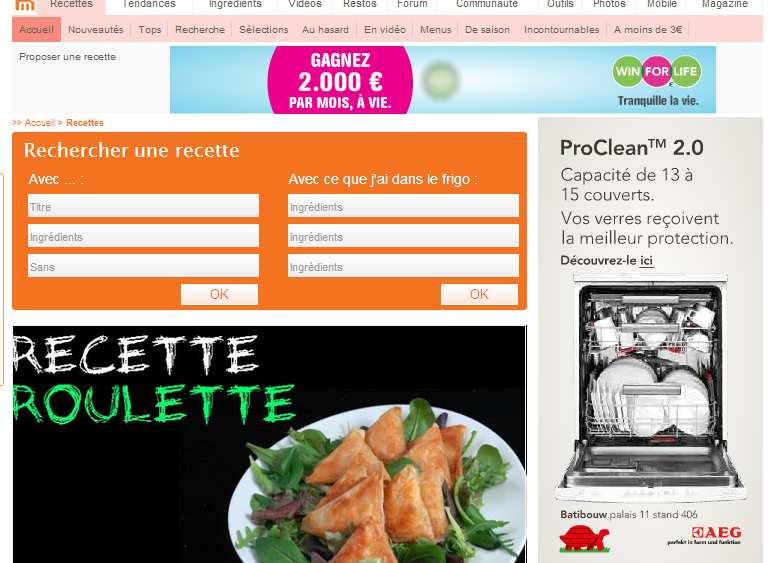 m Recettes Tendances Ingrédients Vidéos Restos Forum Communauté Outils Photos Mobile Magazine
Accueil Nouveautés Tops Recherche Sélections Au hasard En vidéo Menus De saison Incontournables A moins de 3€
Proposer une recette
GAGNEZ
2.000 €
PAR MOIS, À VIE.
WIN FOR LIFE
Tranquille la vie.
>> Accueil > Recettes
Rechercher une recette
Avec ... :
Titre
Ingrédients
Sans
OK
Avec ce que j'ai dans le frigo :
Ingrédients
Ingrédients
Ingrédients
OK
RECETTE
ROULETTE
ProClean™ 2.0
Capacité de 13 à
15 couverts.
Vos verres reçoivent
la meilleur protection.
Découvrez-le ici
Batibouw palais 11 stand 406
AEG
perfekt in form und funktion